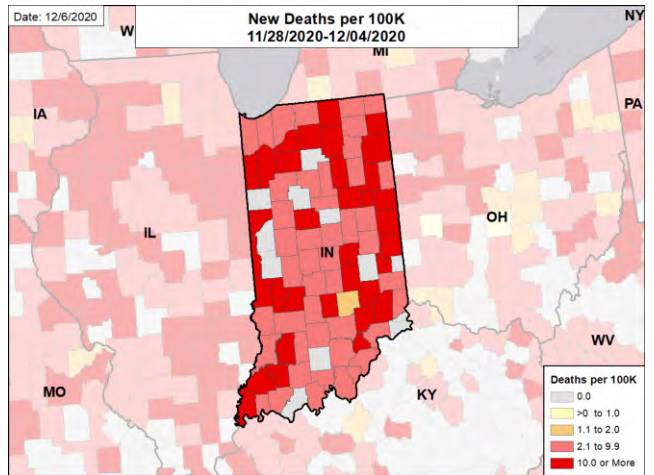 Date: 12/6/2020
New Deaths per 100K
11/28/2020-12/04/2020
NY
W
MI
IA
PA
OH
IL
IN
WV
MO
KY
Deaths per 100K
0.0
>0 to 1.0
1.1 to 2.0
2.1 to 9.9
10.0 or More